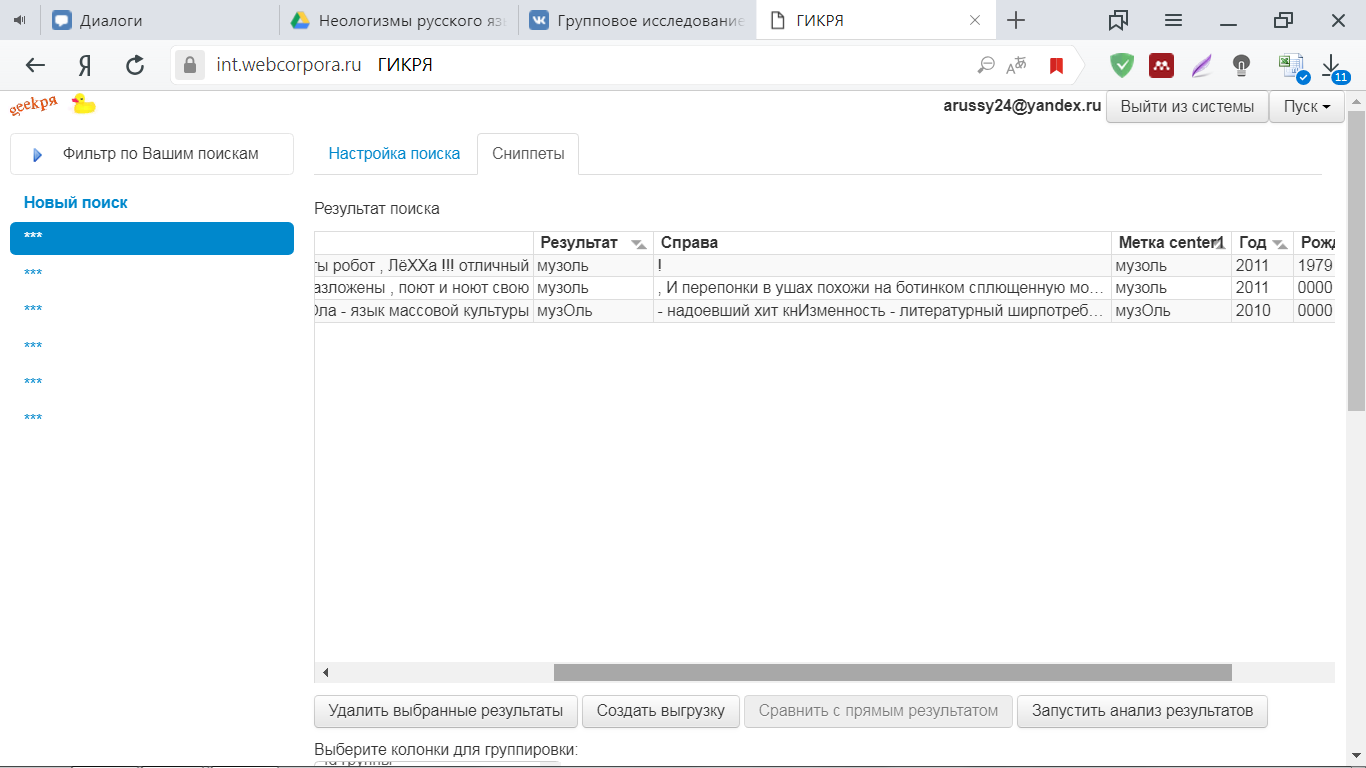 Диалоги Неологизмы русского яз Групповое исследование ГИКРЯ
Я int.webcorpora.ru ГИКРЯ 11
geekря arussy24@yandex.ru Выйти из системы Пуск
Фильтр по Вашим поискам Настройка поиска Сниппеты
Новый поиск
Результат поиска
***
***
***
***
***
***
Результат Справа Метка center1 Год Рожд
ты робот , ЛёХХа !!! отличный музоль ! музоль 2011 1979
азложены , поют и ноют свою музоль , И перепонки в ушах похожи на ботинком сплющенную мо... музоль 2011 0000
Ола - язык массовой культуры музОль - надоевший хит кнИзменность - литературный ширпотреб... музОль 2010 0000
Удалить выбранные результаты Создать выгрузку Сравнить с прямым результатом Запустить анализ результатов
Выберите колонки для группировки: